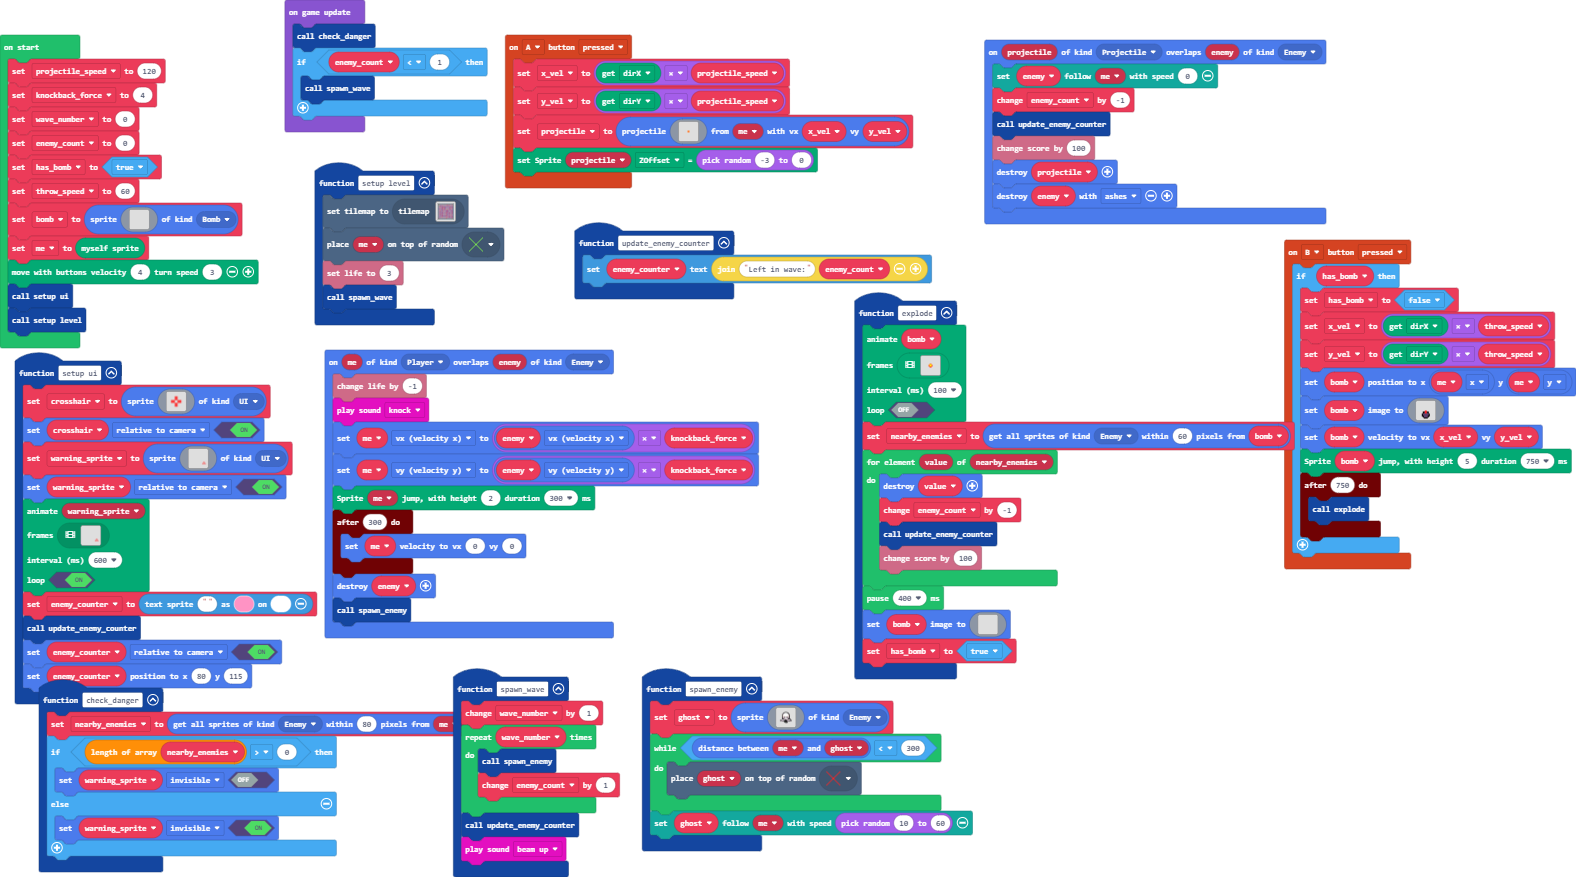 on start
set projectile_speed to 120
set knockback_force to 4
set wave_number to 0
set enemy_count to 0
set has_bomb to true
set throw_speed to 60
set bomb to sprite of kind Bomb
set me to myself sprite
move with buttons velocity 4 turn speed 3
call setup ui
call setup level
on game update
call check_danger
if enemy_count < 1 then
call spawn_wave
function setup level
set tilemap to tilemap
place me on top of random
set life to 3
call spawn_wave
on A button pressed
set x_vel to get dirX × projectile_speed
set y_vel to get dirY × projectile_speed
set projectile to projectile from me with vx x_vel vy y_vel
set Sprite projectile ZOffset = pick random -3 to 0
function update_enemy_counter
set enemy_counter text join "Left in wave:" enemy_count
on projectile of kind Projectile overlaps enemy of kind Enemy
set enemy follow me with speed 0
change enemy_count by -1
call update_enemy_counter
change score by 100
destroy projectile
destroy enemy with ashes
on B button pressed
if has_bomb then
set has_bomb to false
set x_vel to get dirX × throw_speed
set y_vel to get dirY × throw_speed
set bomb position to x me x y me y
set bomb image to
set bomb velocity to vx x_vel vy y_vel
Sprite bomb jump, with height 5 duration 750 ms
after 750 do
call explode
function setup ui
set crosshair to sprite of kind UI
set crosshair relative to camera ON
set warning_sprite to sprite of kind UI
set warning_sprite relative to camera ON
animate warning_sprite
frames
interval (ms) 600
loop ON
set enemy_counter to text sprite " " as on
call update_enemy_counter
set enemy_counter relative to camera ON
set enemy_counter position to x 80 y 115
on me of kind Player overlaps enemy of kind Enemy
change life by -1
play sound knock
set me vx (velocity x) to enemy vx (velocity x) × knockback_force
set me vy (velocity y) to enemy vy (velocity y) × knockback_force
Sprite me jump, with height 2 duration 300 ms
after 300 do
set me velocity to vx 0 vy 0
destroy enemy
call spawn_enemy
function explode
animate bomb
frames
interval (ms) 100
loop OFF
set nearby_enemies to get all sprites of kind Enemy within 60 pixels from bomb
for element value of nearby_enemies
do
destroy value
change enemy_count by -1
call update_enemy_counter
change score by 100
pause 400 ms
set bomb image to
set has_bomb to true
function check_danger
set nearby_enemies to get all sprites of kind Enemy within 80 pixels from me
if length of array nearby_enemies > 0 then
set warning_sprite invisible OFF
else
set warning_sprite invisible ON
function spawn_wave
change wave_number by 1
repeat wave_number times
do
call spawn_enemy
change enemy_count by 1
call update_enemy_counter
play sound beam up
function spawn_enemy
set ghost to sprite of kind Enemy
while distance between me and ghost < 300
do
place ghost on top of random
set ghost follow me with speed pick random 10 to 60